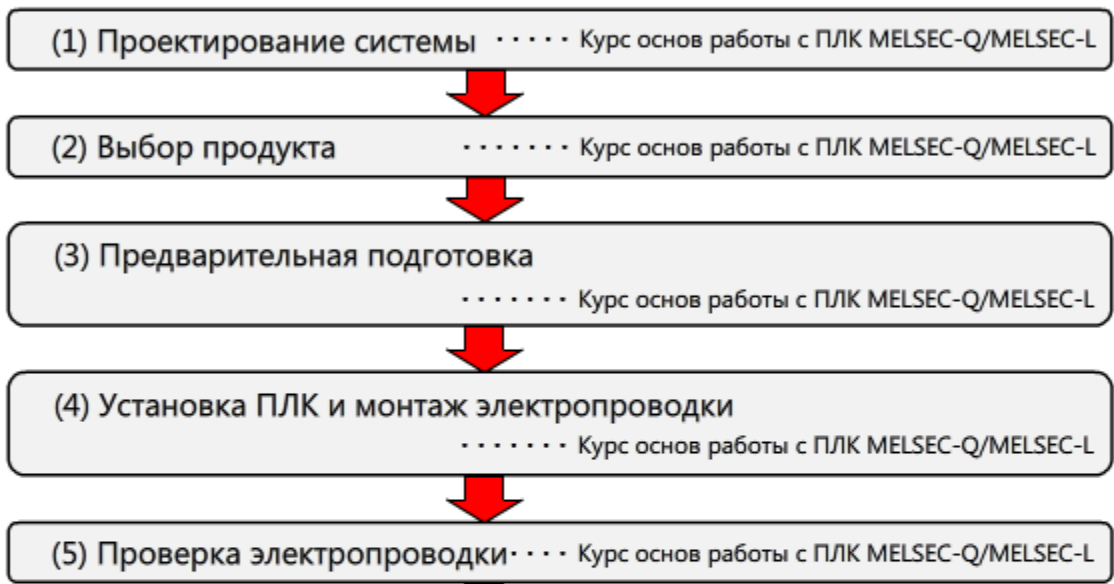 (1) Проектирование системы ····· Курс основ работы с ПЛК MELSEC-Q/MELSEC-L
(2) Выбор продукта ······· Курс основ работы с ПЛК MELSEC-Q/MELSEC-L
(3) Предварительная подготовка
······· Курс основ работы с ПЛК MELSEC-Q/MELSEC-L
(4) Установка ПЛК и монтаж электропроводки
······· Курс основ работы с ПЛК MELSEC-Q/MELSEC-L
(5) Проверка электропроводки···· Курс основ работы с ПЛК MELSEC-Q/MELSEC-L